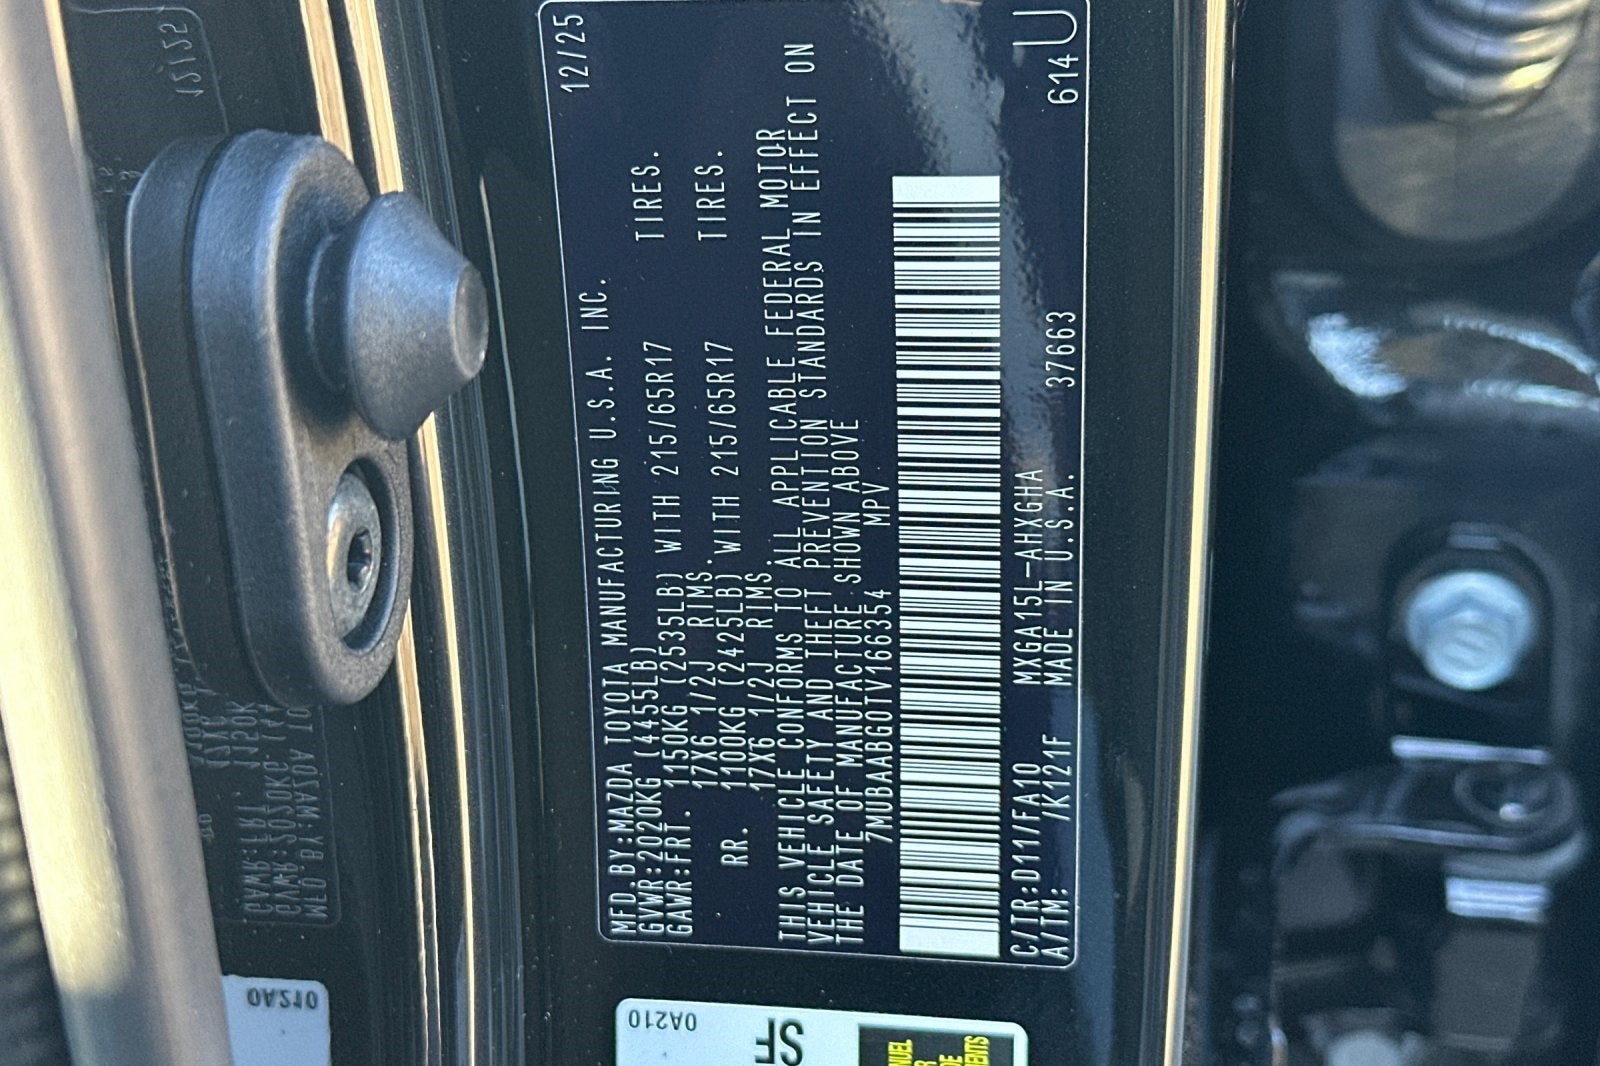 MFD.BY:MAZDA TOYOTA MANUFACTURING U.S.A. INC. 12/25
GVWR:2020KG (4455LB)
GAWR:FRT. 1150KG (2535LB) WITH 215/65R17 TIRES.
17X6 1/2J RIMS.
RR. 1100KG (2425LB) WITH 215/65R17 TIRES.
17X6 1/2J RIMS.
THIS VEHICLE CONFORMS TO ALL APPLICABLE FEDERAL MOTOR
VEHICLE SAFETY AND THEFT PREVENTION STANDARDS IN EFFECT ON
THE DATE OF MANUFACTURE SHOWN ABOVE
7MUBAABG0TV166354 MPV
C/TR:D11/FA10 MXGA15L-AHXGHA 37663 614U
A/TM: /K121F MADE IN U.S.A.
0A210
SF